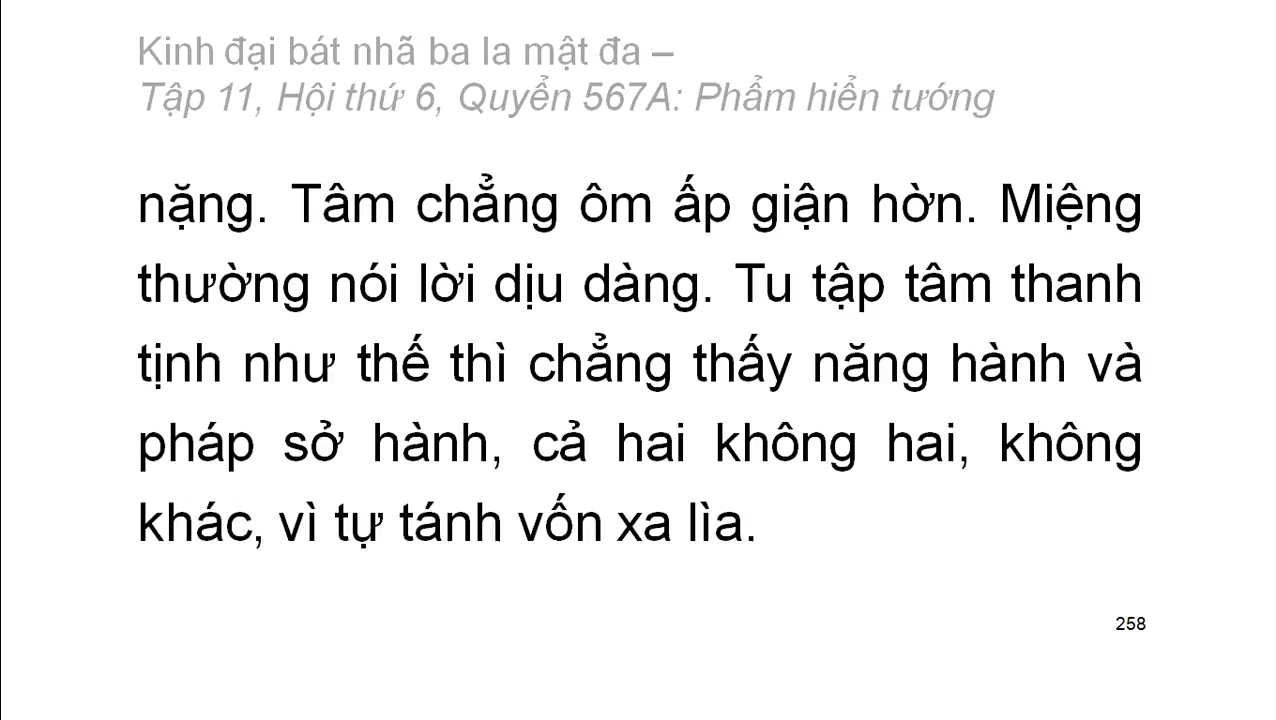 Kinh đại bát nhã ba la mật đa –
Tập 11, Hội thứ 6, Quyển 567A: Phẩm hiển tướng
nặng. Tâm chẳng ôm ấp giận hờn. Miệng
thường nói lời dịu dàng. Tu tập tâm thanh
tịnh như thế thì chẳng thấy năng hành và
pháp sở hành, cả hai không hai, không
khác, vì tự tánh vốn xa lìa.
258